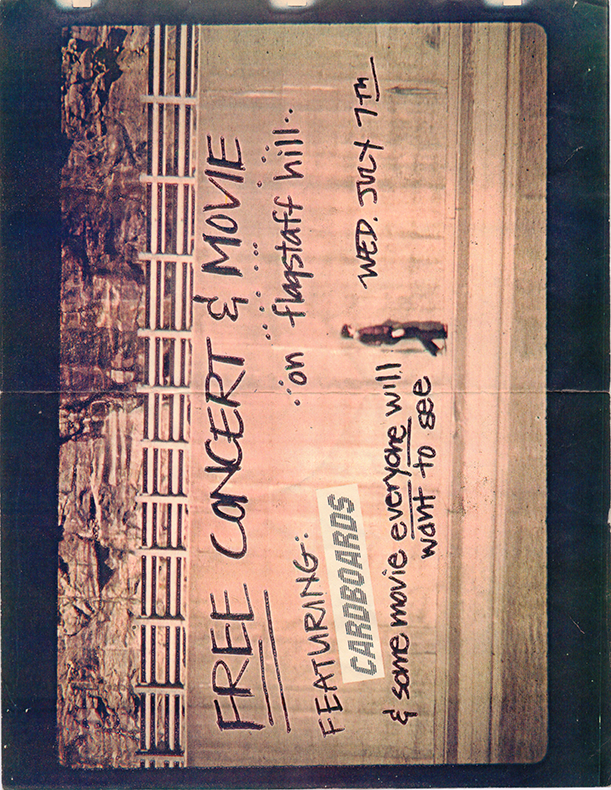 FREE CONCERT & MOVIE
..on flagstaff hill..
FEATURING:
CARDBOARDS
WED. JULY 7TH
& some movie everyone will
want to see